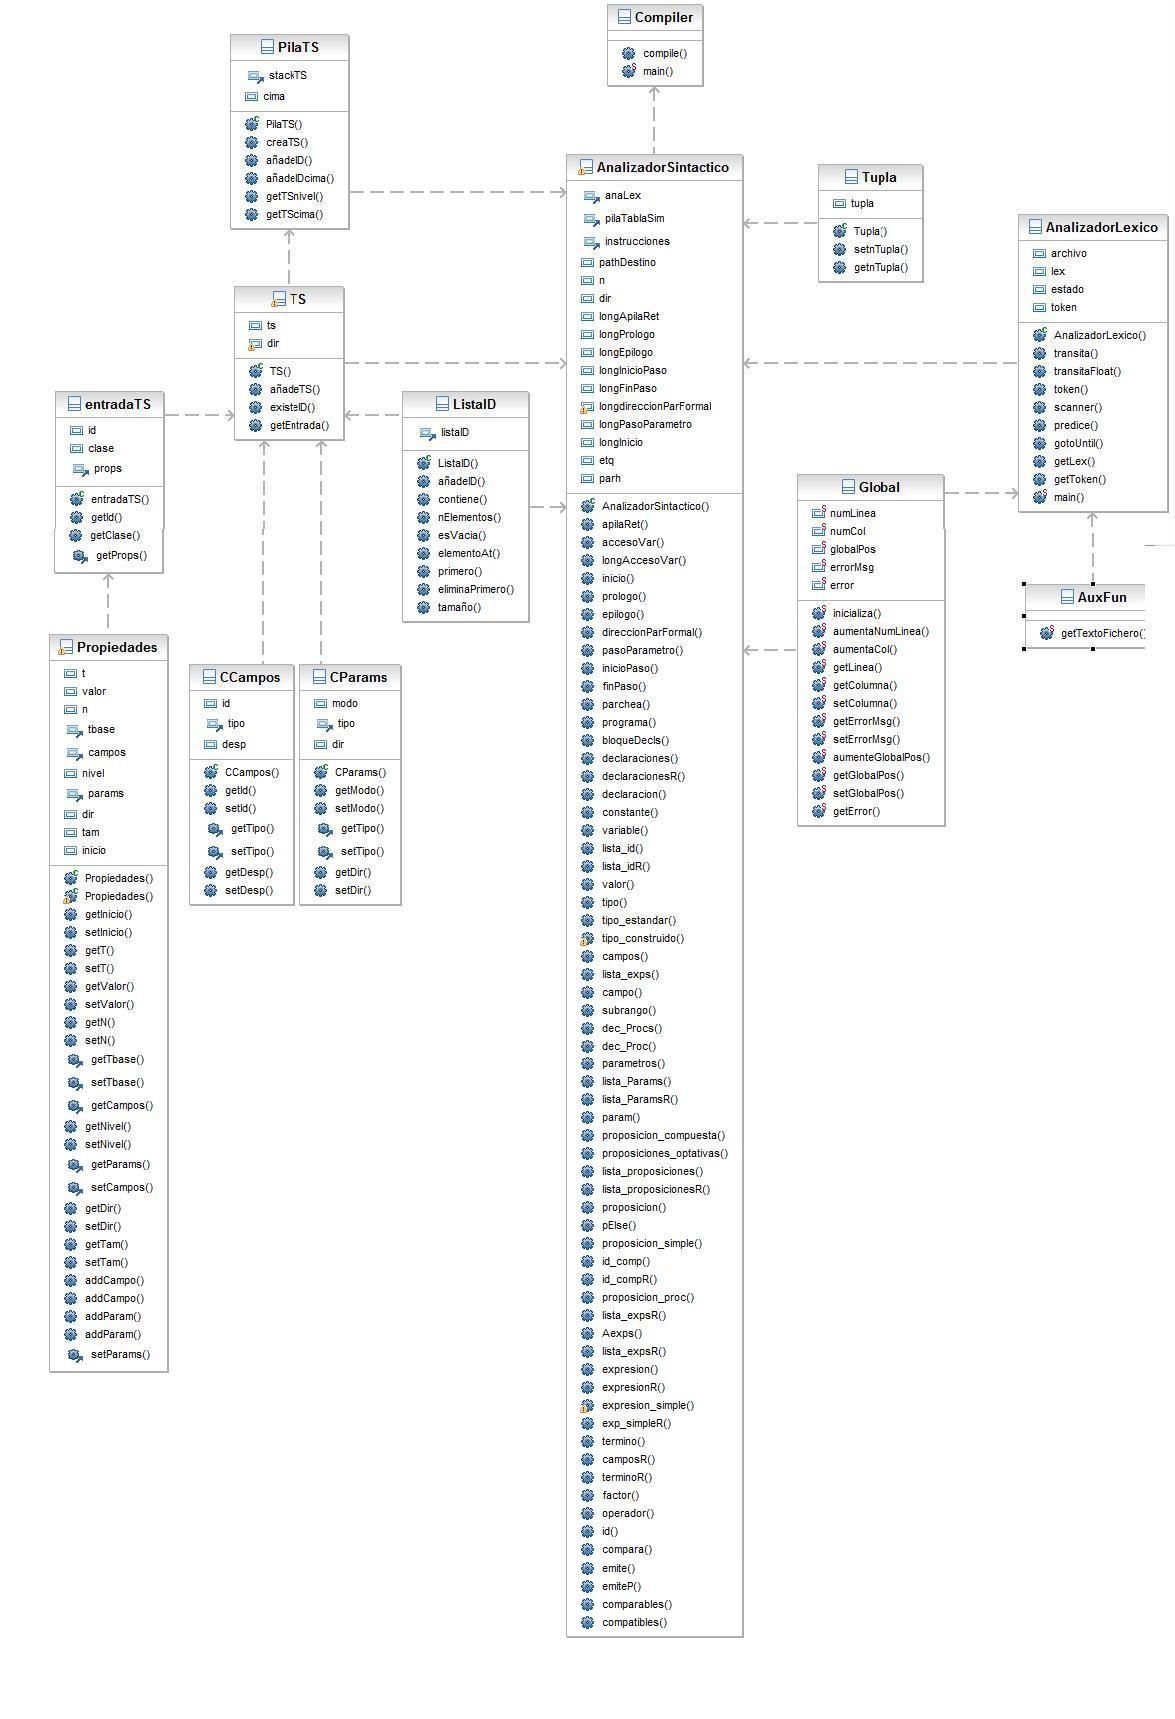 Compiler
compile()
main()
PilaTS
stackTS
cima
PilaTS()
creaTS()
añadeID()
añadeIDcima()
getTSnivel()
getTScima()
AnalizadorSintactico
anaLex
pilaTablaSim
instrucciones
pathDestino
n
dir
longApilaRet
longPrologo
longEpilogo
longInicioPaso
longFinPaso
longdireccionParFormal
longPasoParametro
longInicio
etq
parh
AnalizadorSintactico()
apilaRet()
accesoVar()
longAccesoVar()
inicio()
prologo()
epilogo()
direccionParFormal()
pasoParametro()
inicioPaso()
finPaso()
parchea()
programa()
bloqueDecls()
declaraciones()
declaracionesR()
declaracion()
constante()
variable()
lista_id()
lista_idR()
valor()
tipo()
tipo_estandar()
tipo_construido()
campos()
lista_exps()
campo()
subrango()
dec_Procs()
dec_Proc()
parametros()
lista_Params()
lista_ParamsR()
param()
proposicion_compuesta()
proposiciones_optativas()
lista_proposiciones()
lista_proposicionesR()
proposicion()
pElse()
proposicion_simple()
id_comp()
id_compR()
proposicion_proc()
lista_expsR()
Aexps()
lista_expsR()
expresion()
expresionR()
expresion_simple()
exp_simpleR()
termino()
camposR()
terminoR()
factor()
operador()
id()
compara()
emite()
emiteP()
comparables()
compatibles()
Tupla
tupla
Tupla()
setnTupla()
getnTupla()
AnalizadorLexico
archivo
lex
estado
token
AnalizadorLexico()
transita()
transitaFloat()
token()
scanner()
predice()
gotoUntil()
getLex()
getToken()
main()
TS
ts
dir
TS()
añadeTS()
existeID()
getEntrada()
entradaTS
id
clase
props
entradaTS()
getId()
getClase()
getProps()
ListaID
listaID
ListaID()
añadeID()
contiene()
nElementos()
esVacia()
elementoAt()
primero()
eliminaPrimero()
tamaño()
Global
numLinea
numCol
globalPos
errorMsg
error
inicializa()
aumentaNumLinea()
aumentaCol()
getLinea()
getColumna()
setColumna()
getErrorMsg()
setErrorMsg()
aumenteGlobalPos()
getGlobalPos()
setGlobalPos()
getError()
AuxFun
getTextoFichero()
Propiedades
t
valor
n
tbase
campos
nivel
params
dir
tam
inicio
Propiedades()
Propiedades()
getInicio()
setInicio()
getT()
setT()
getValor()
setValor()
getN()
setN()
getTbase()
setTbase()
getCampos()
getNivel()
setNivel()
getParams()
setCampos()
getDir()
setDir()
getTam()
setTam()
addCampo()
addCampo()
addParam()
addParam()
setParams()
CCampos
id
tipo
desp
CCampos()
getId()
setId()
getTipo()
setTipo()
getDesp()
setDesp()
CParams
modo
tipo
dir
CParams()
getModo()
setModo()
getTipo()
setTipo()
getDir()
setDir()